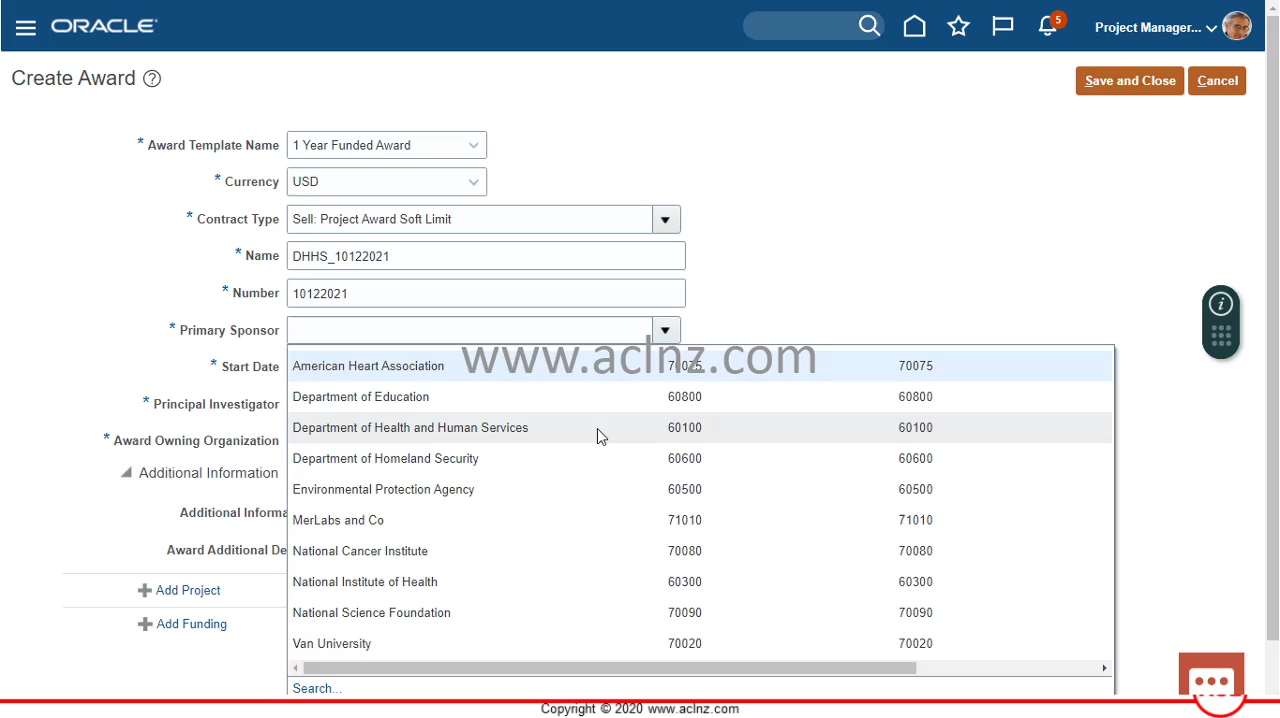 ORACLE
5
Project Manager...
Create Award ?
Save and Close
Cancel
* Award Template Name 1 Year Funded Award
* Currency USD
* Contract Type Sell: Project Award Soft Limit
* Name DHHS_10122021
* Number 10122021
* Primary Sponsor
* Start Date
* Principal Investigator
* Award Owning Organization
Additional Information
Additional Informa
Award Additional De
Add Project
Add Funding
American Heart Association 70075 70075
Department of Education 60800 60800
Department of Health and Human Services 60100 60100
Department of Homeland Security 60600 60600
Environmental Protection Agency 60500 60500
MerLabs and Co 71010 71010
National Cancer Institute 70080 70080
National Institute of Health 60300 60300
National Science Foundation 70090 70090
Van University 70020 70020
Search...
www.aclnz.com
i
Copyright © 2020 www.aclnz.com